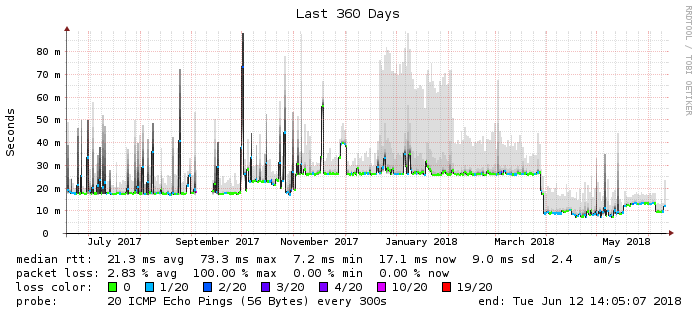 Last 360 Days
RRDTOOL / TOBI OETIKER
Seconds
80 m
70 m
60 m
50 m
40 m
30 m
20 m
10 m
0
July 2017 September 2017 November 2017 January 2018 March 2018 May 2018
median rtt: 21.3 ms avg 73.3 ms max 7.2 ms min 17.1 ms now 9.0 ms sd 2.4 am/s
packet loss: 2.83 % avg 100.00 % max 0.00 % min 0.00 % now
loss color: 0 1/20 2/20 3/20 4/20 10/20 19/20
probe: 20 ICMP Echo Pings (56 Bytes) every 300s end: Tue Jun 12 14:05:07 2018